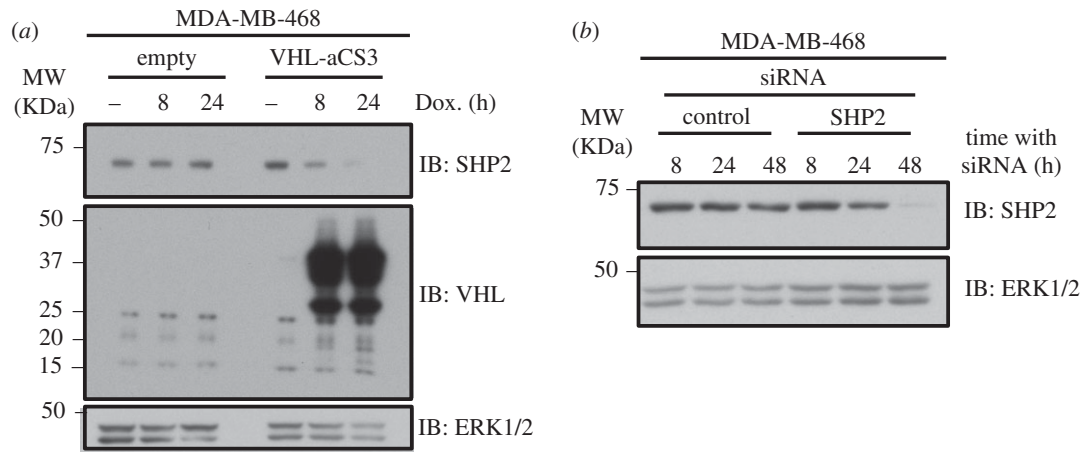 (a)
MDA-MB-468
empty VHL-aCS3
MW
(KDa)
– 8 24 – 8 24 Dox. (h)
75
IB: SHP2
50
37
25
20
15
IB: VHL
50
IB: ERK1/2
(b)
MDA-MB-468
siRNA
MW
(KDa)
control SHP2
time with
siRNA (h)
8 24 48 8 24 48
75
IB: SHP2
50
IB: ERK1/2